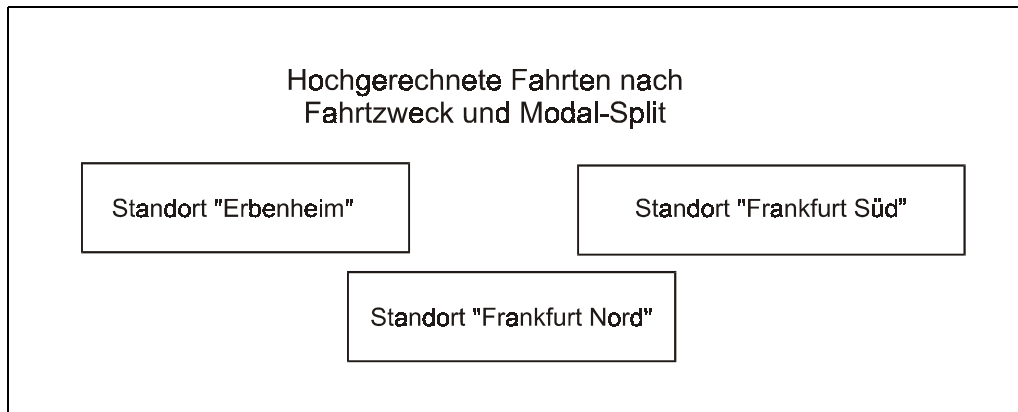 Hochgerechnete Fahrten nach
Fahrtzweck und Modal-Split
Standort "Erbenheim"
Standort "Frankfurt Süd"
Standort "Frankfurt Nord"